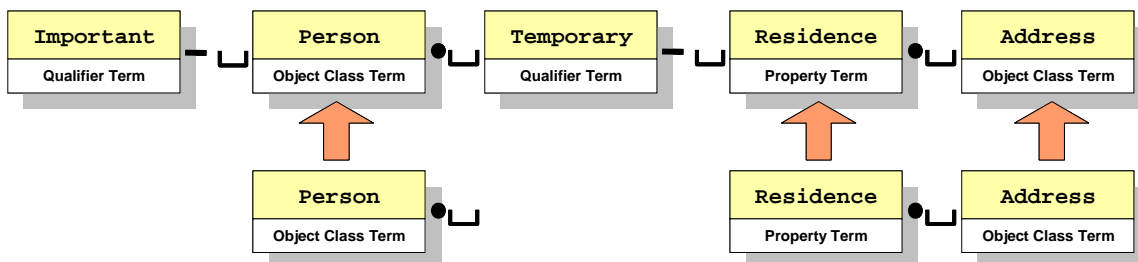 Important Person Temporary Residence Address
Qualifier Term Object Class Term Qualifier Term Property Term Object Class Term
Person Residence Address
Object Class Term Property Term Object Class Term